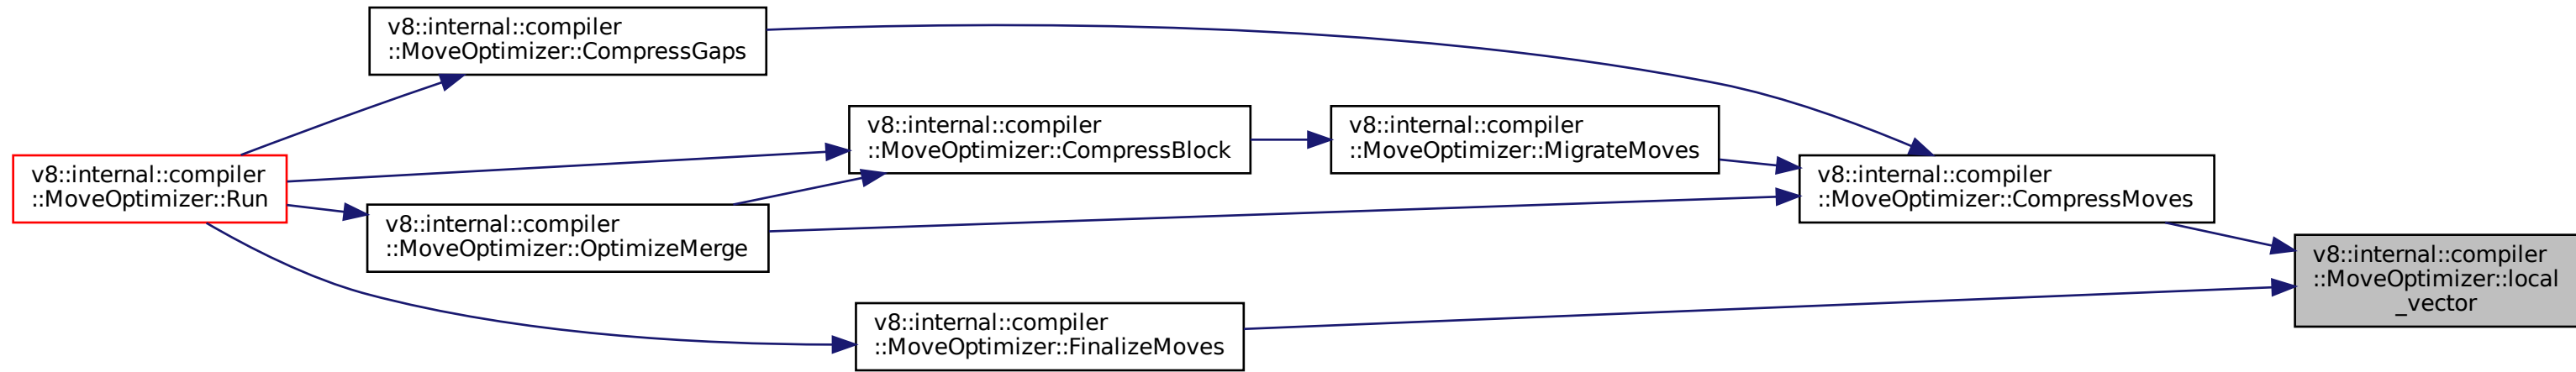 v8::internal::compiler
::MoveOptimizer::CompressGaps
v8::internal::compiler
::MoveOptimizer::CompressBlock
v8::internal::compiler
::MoveOptimizer::MigrateMoves
v8::internal::compiler
::MoveOptimizer::Run
v8::internal::compiler
::MoveOptimizer::CompressMoves
v8::internal::compiler
::MoveOptimizer::OptimizeMerge
v8::internal::compiler
::MoveOptimizer::local
_vector
v8::internal::compiler
::MoveOptimizer::FinalizeMoves